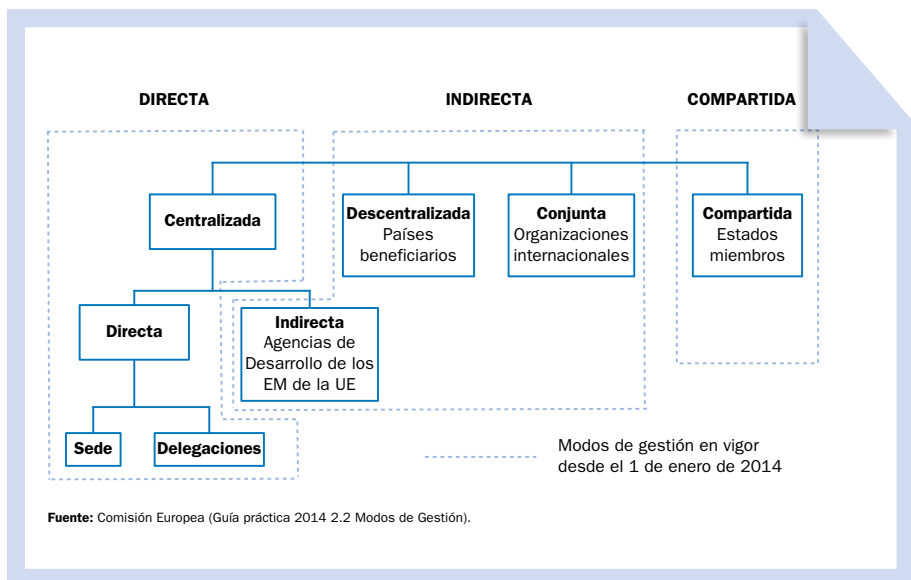 DIRECTA
INDIRECTA
COMPARTIDA
Centralizada
Descentralizada
Países
beneficiarios
Conjunta
Organizaciones
internacionales
Compartida
Estados
miembros
Directa
Indirecta
Agencias de
Desarrollo de los
EM de la UE
Sede
Delegaciones
Modos de gestión en vigor
desde el 1 de enero de 2014
Fuente: Comisión Europea (Guía práctica 2014 2.2 Modos de Gestión).